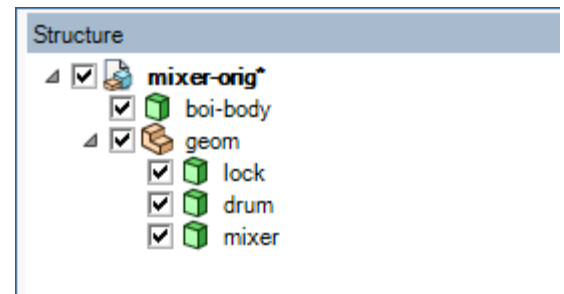 Structure
mixer-orig*
boi-body
geom
lock
drum
mixer